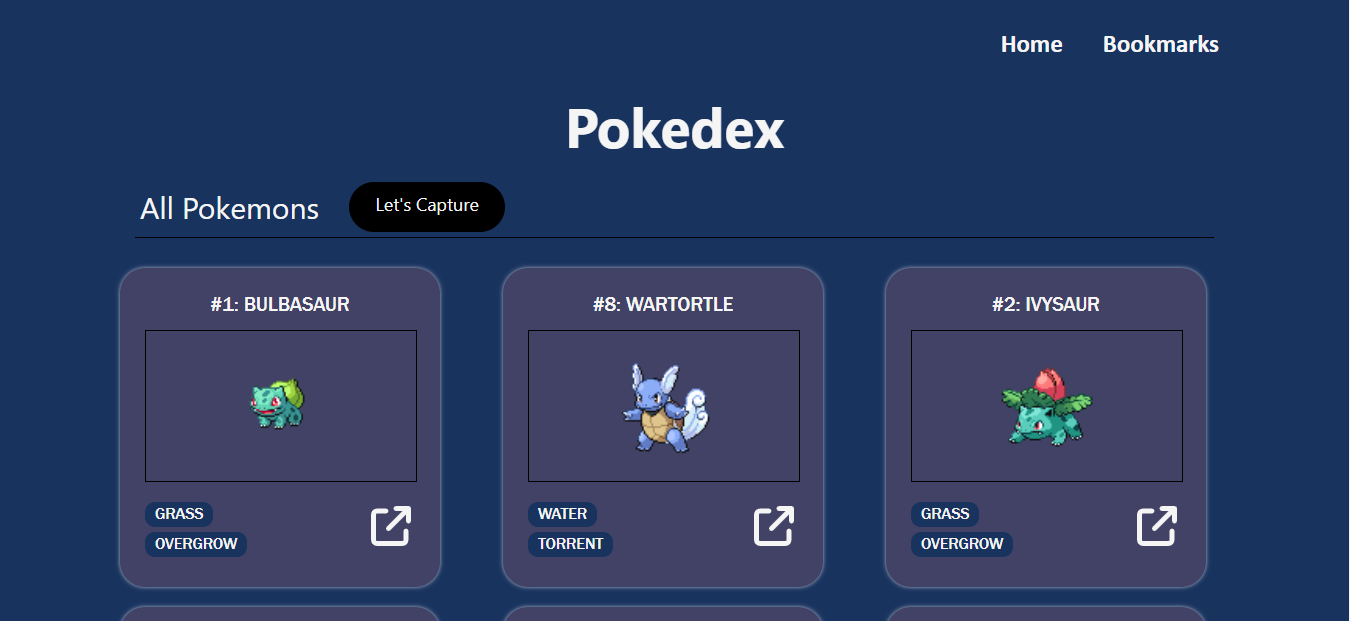 Home Bookmarks
Pokedex
All Pokemons Let's Capture
#1: BULBASAUR
GRASS
OVERGROW
#8: WARTORTLE
WATER
TORRENT
#2: IVYSAUR
GRASS
OVERGROW